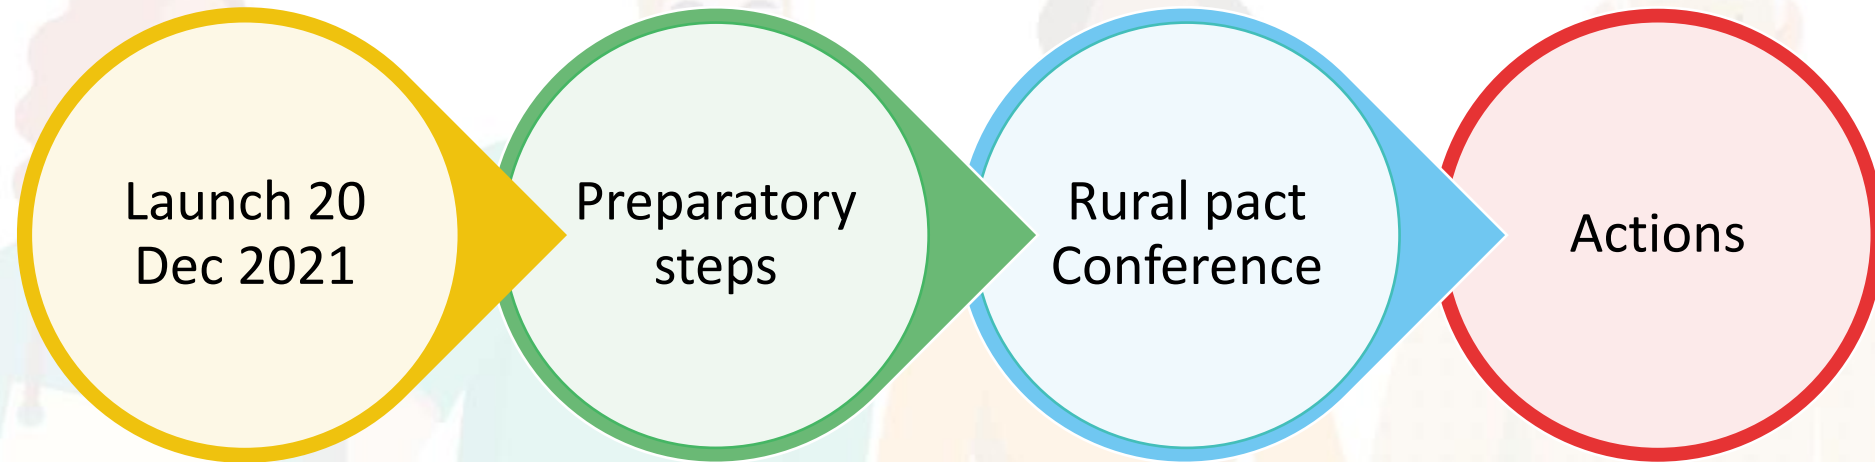 Launch 20
Dec 2021
Preparatory
steps
Rural pact
Conference
Actions